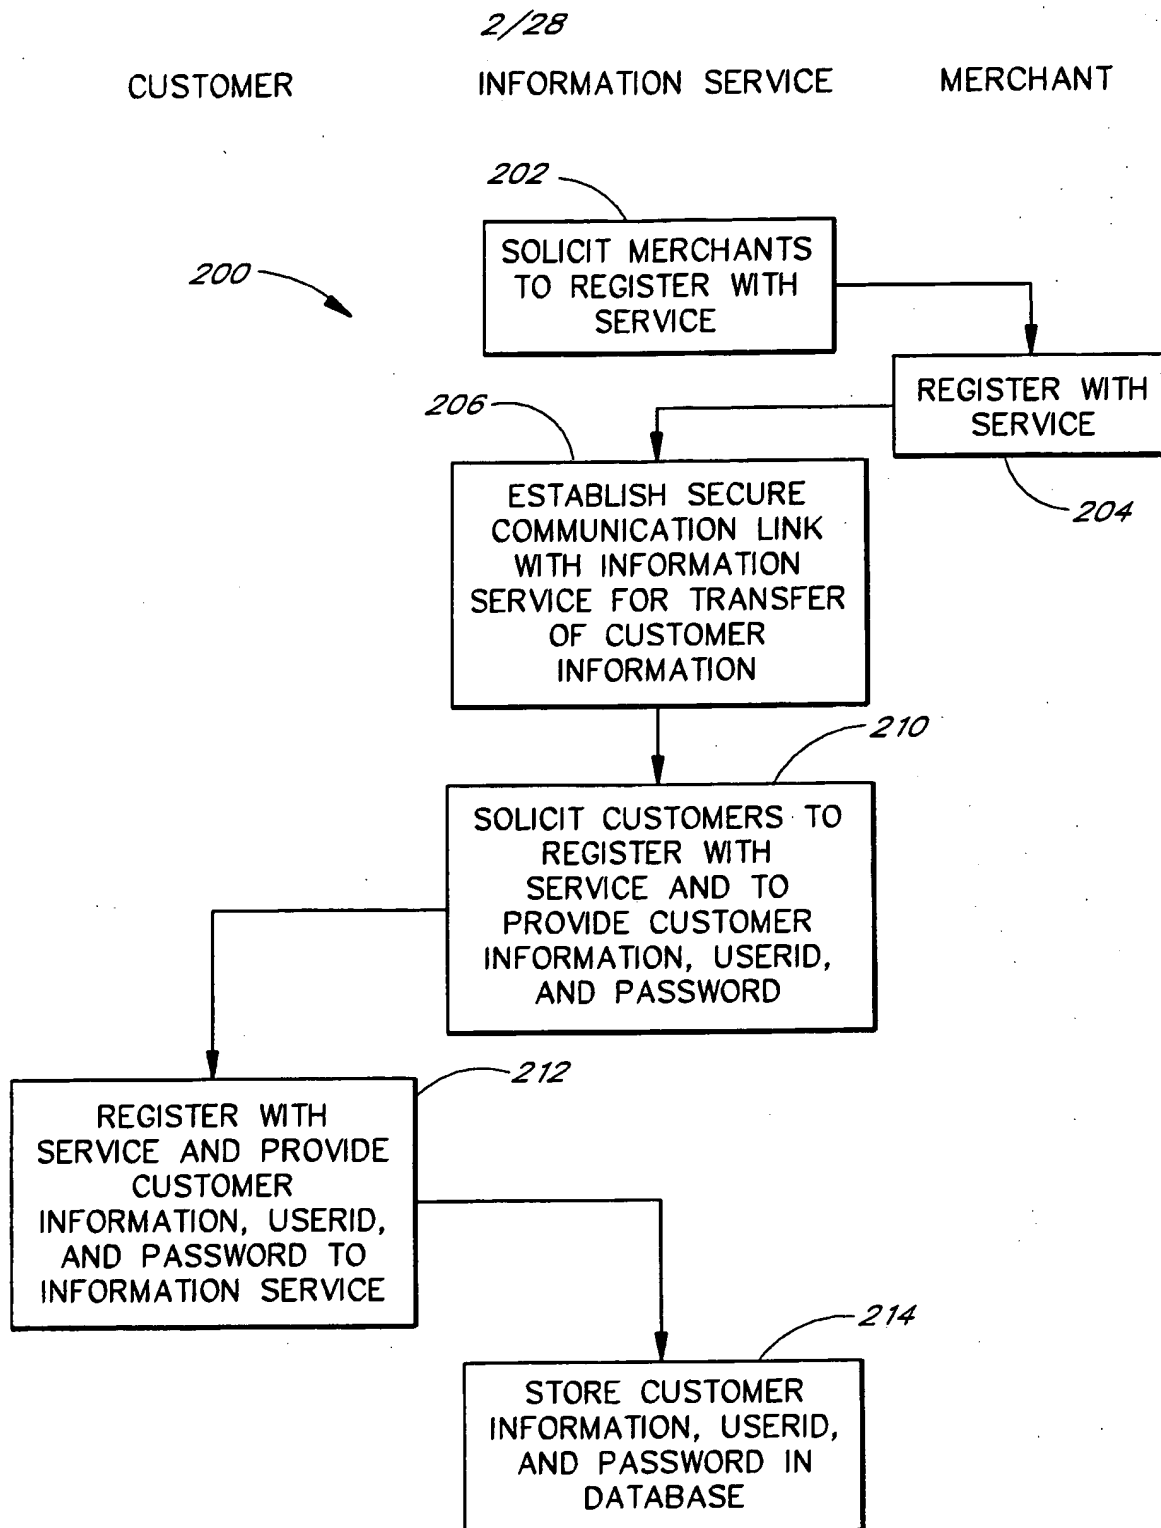 2/28
CUSTOMER
INFORMATION SERVICE
MERCHANT
202
SOLICIT MERCHANTS
TO REGISTER WITH
SERVICE
200
REGISTER WITH
SERVICE
204
206
ESTABLISH SECURE
COMMUNICATION LINK
WITH INFORMATION
SERVICE FOR TRANSFER
OF CUSTOMER
INFORMATION
210
SOLICIT CUSTOMERS TO
REGISTER WITH
SERVICE AND TO
PROVIDE CUSTOMER
INFORMATION, USERID,
AND PASSWORD
212
REGISTER WITH
SERVICE AND PROVIDE
CUSTOMER
INFORMATION, USERID,
AND PASSWORD TO
INFORMATION SERVICE
214
STORE CUSTOMER
INFORMATION, USERID,
AND PASSWORD IN
DATABASE